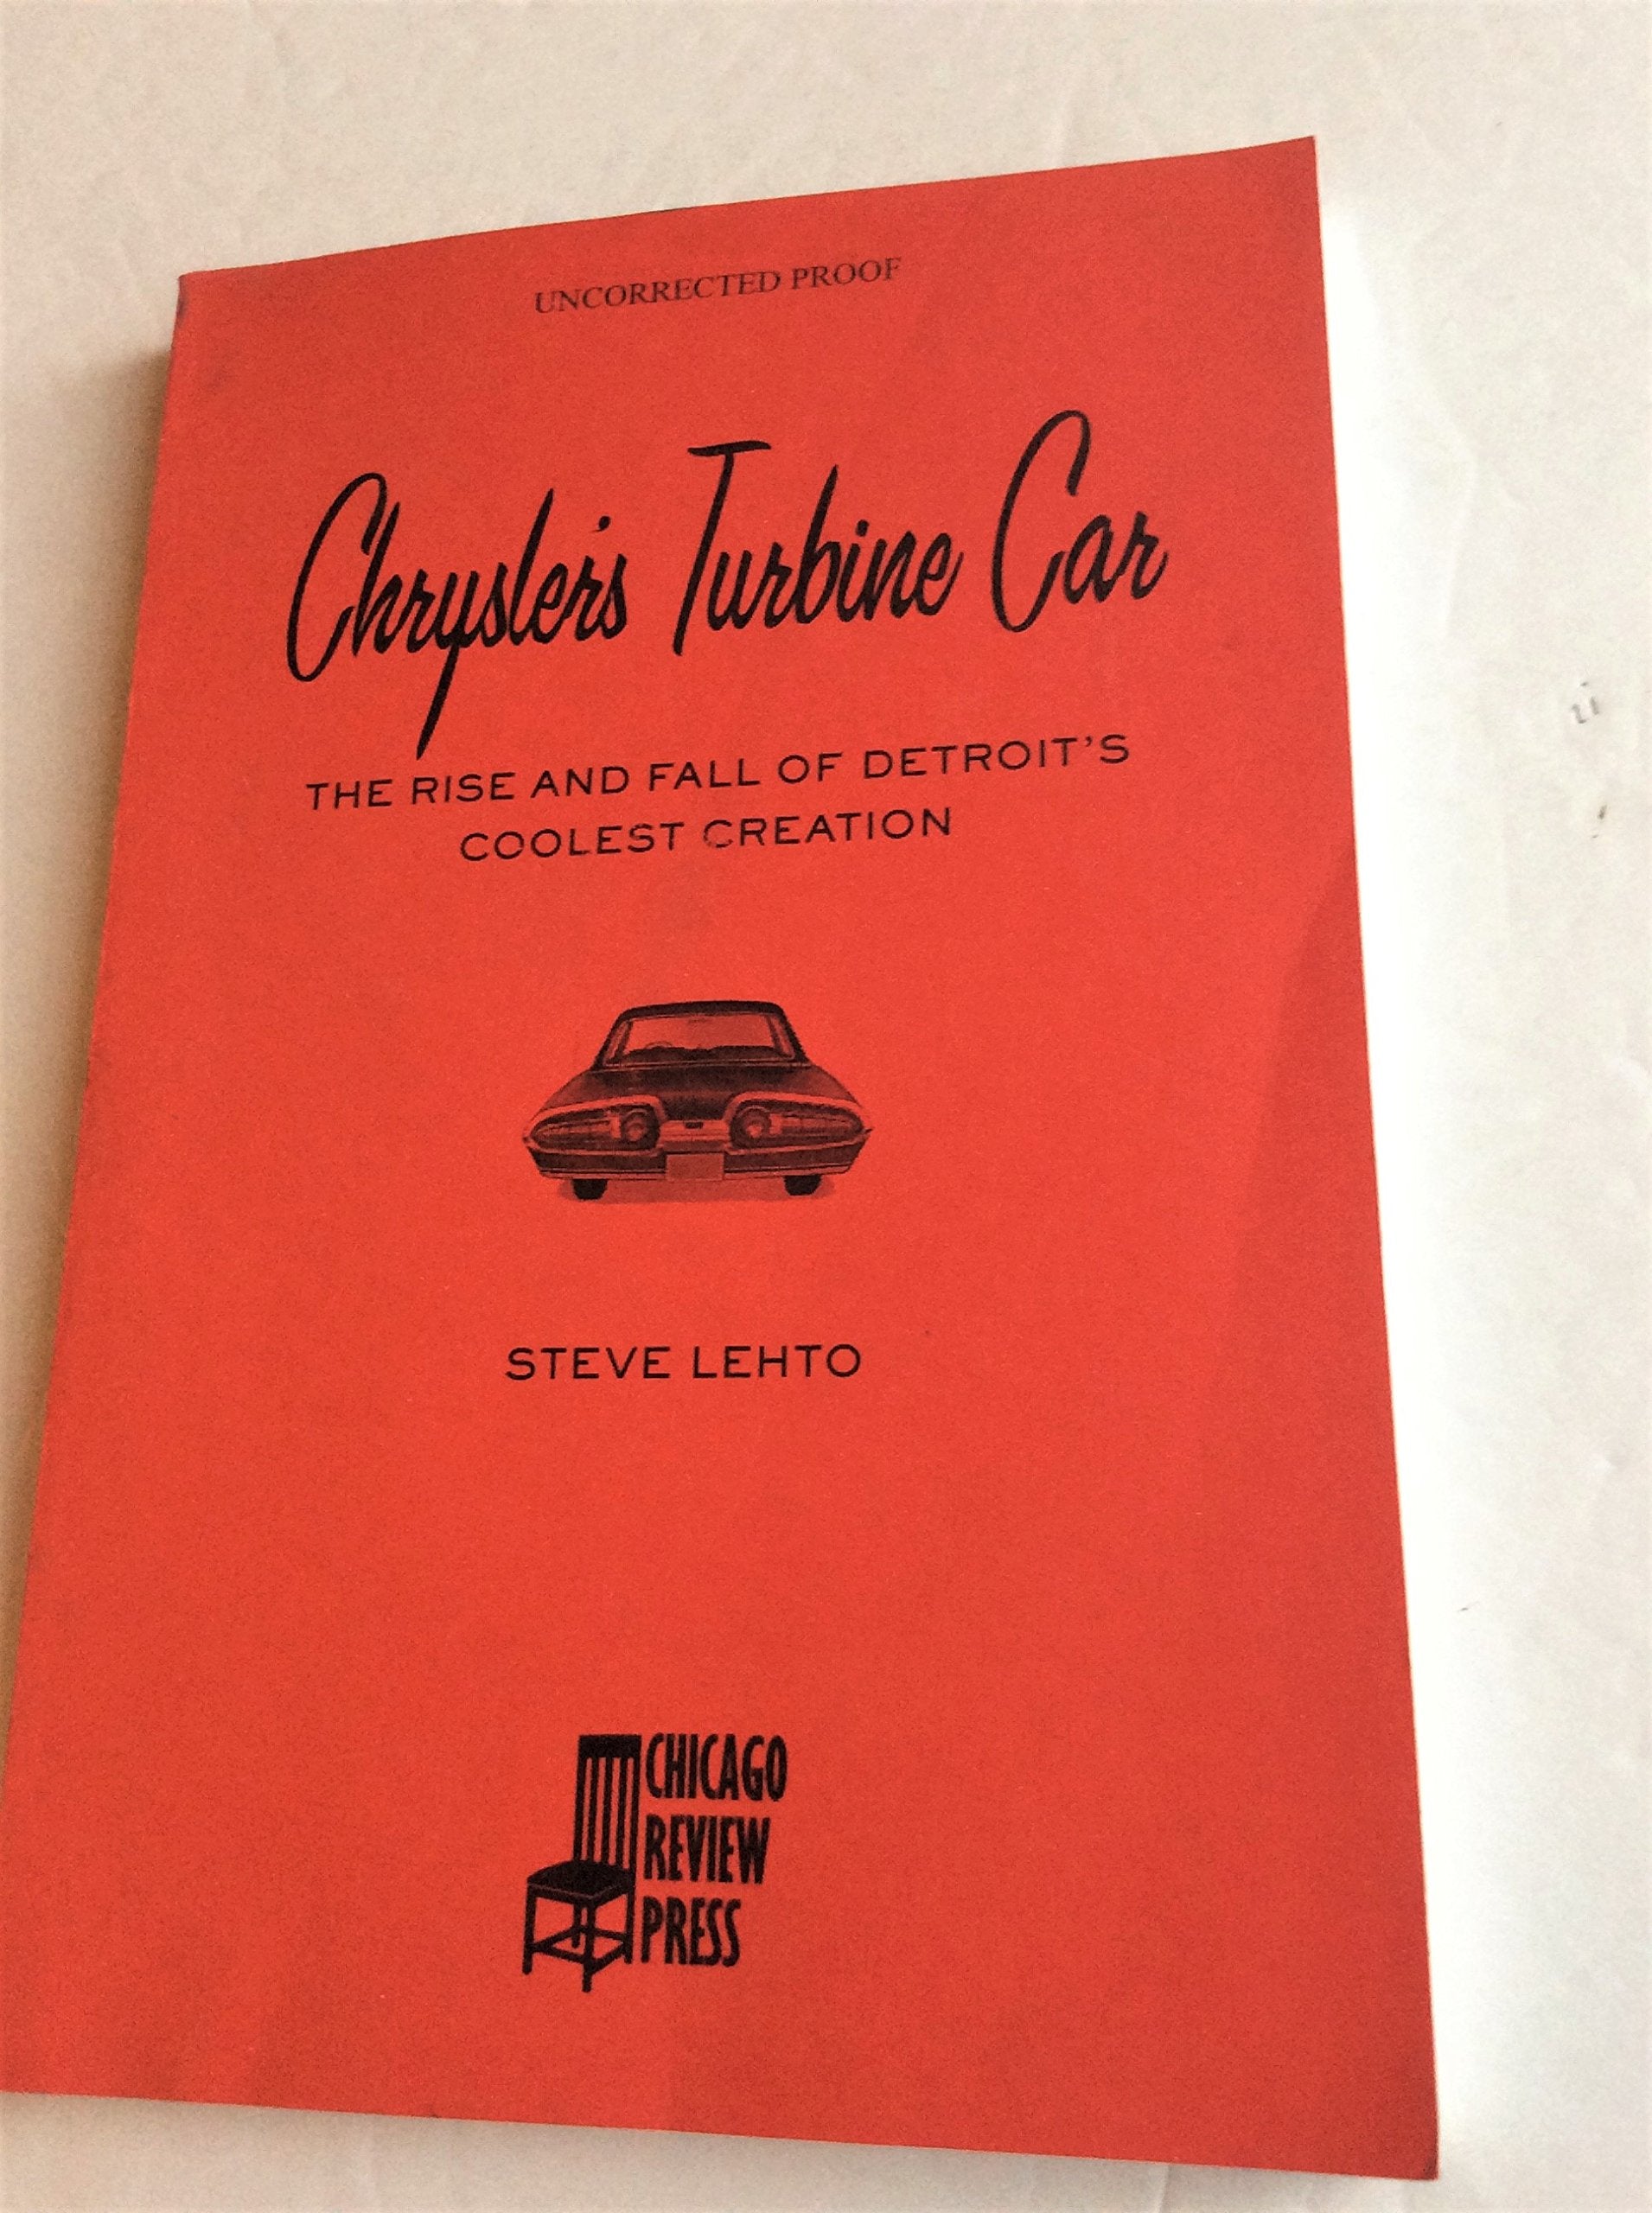 UNCORRECTED PROOF
Chrysler's Turbine Car
THE RISE AND FALL OF DETROIT'S
COOLEST CREATION
STEVE LEHTO
CHICAGO
REVIEW
PRESS